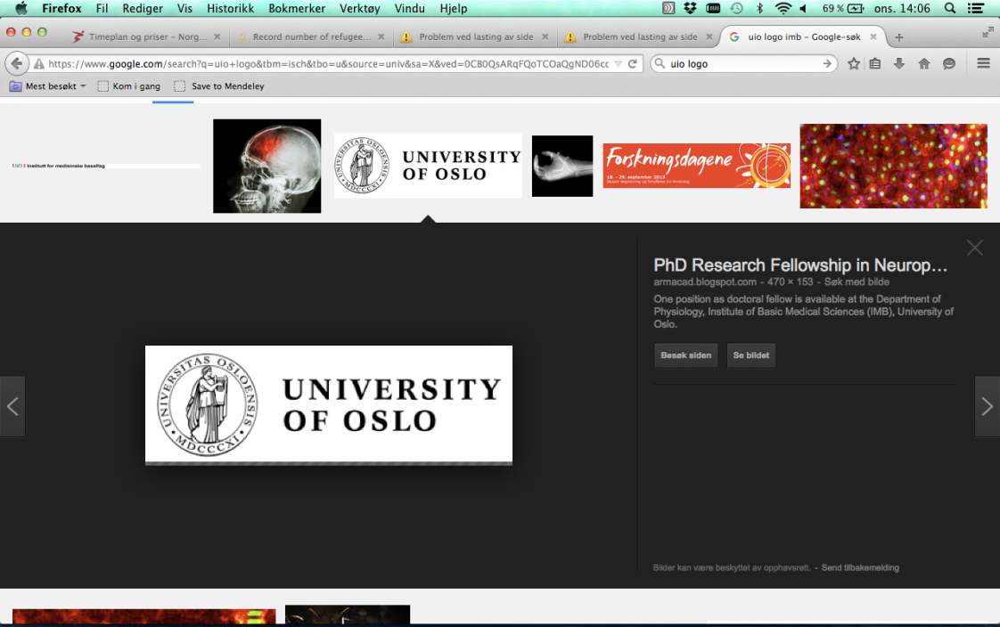 Firefox Fil Rediger Vis Historikk Bokmerker Verktøy Vindu Hjelp 69 % ons. 14:06
Timeplan og priser – Norg... Record number of refugee... Problem ved lasting av side Problem ved lasting av side uio logo imb – Google-søk
https://www.google.com/search?q=uio+logo&tbm=isch&tbo=u&source=univ&sa=X&ved=0CB0QsARqFQoTCOaQgND06cc uio logo
Mest besøkt Kom i gang Save to Mendeley
UiO Institutt for medisinske basalfag
UNIVERSITAS OSLOENSIS
MDCCCXI
UNIVERSITY
OF OSLO
Forskningsdagene
18. – 29. september 2013
PhD Research Fellowship in Neurop...
armacad.blogspot.com - 470 × 153 - Søk med bilde
One position as doctoral fellow is available at the Department of
Physiology, Institute of Basic Medical Sciences (IMB), University of
Oslo.
Besøk siden Se bildet
UNIVERSITAS OSLOENSIS
MDCCCXI
UNIVERSITY
OF OSLO
Bilder kan være beskyttet av opphavsrett. - Send tilbakemelding